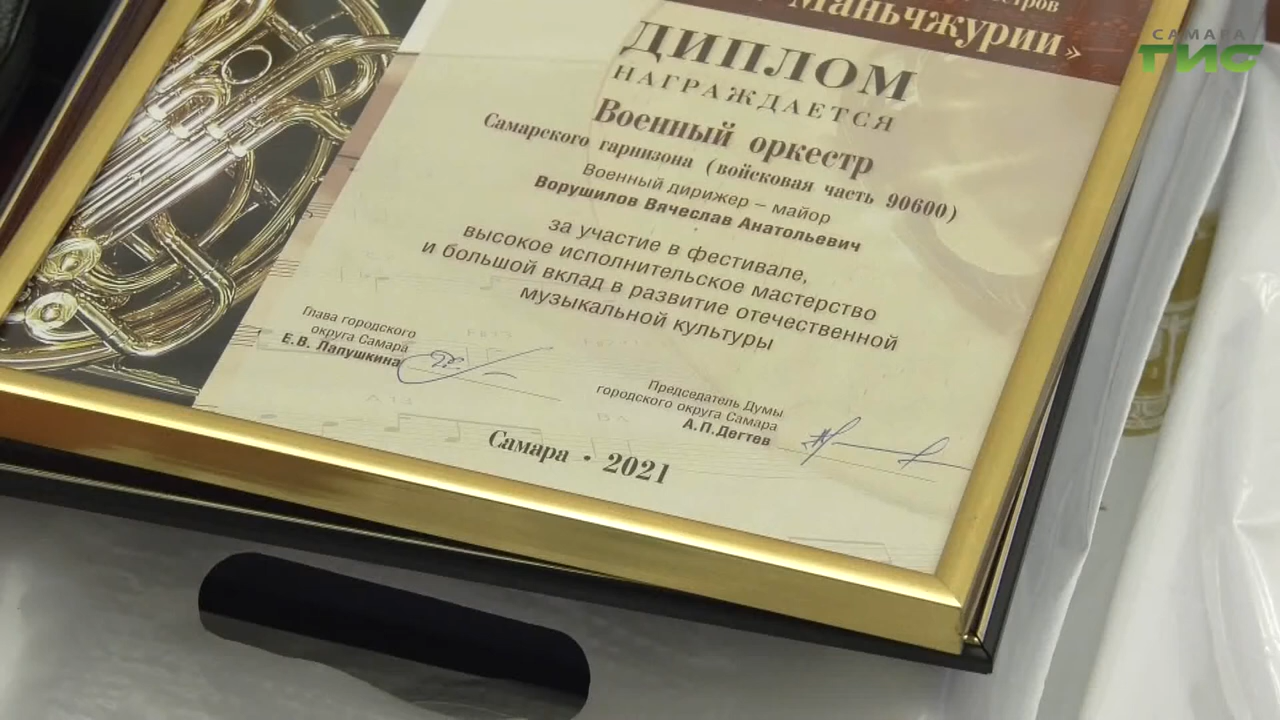 Маньчжурии»
ДИПЛОМ
НАГРАЖДАЕТСЯ
Военный оркестр
Самарского гарнизона (войсковая часть 90600)
Военный дирижер – майор
Ворушилов Вячеслав Анатольевич
за участие в фестивале,
высокое исполнительское мастерство
и большой вклад в развитие отечественной
музыкальной культуры
Глава городского
округа Самара
Е.В. Лапушкина
Председатель Думы
городского округа Самара
А.П.Дегтев
Самара • 2021
САМАРА
ГИС